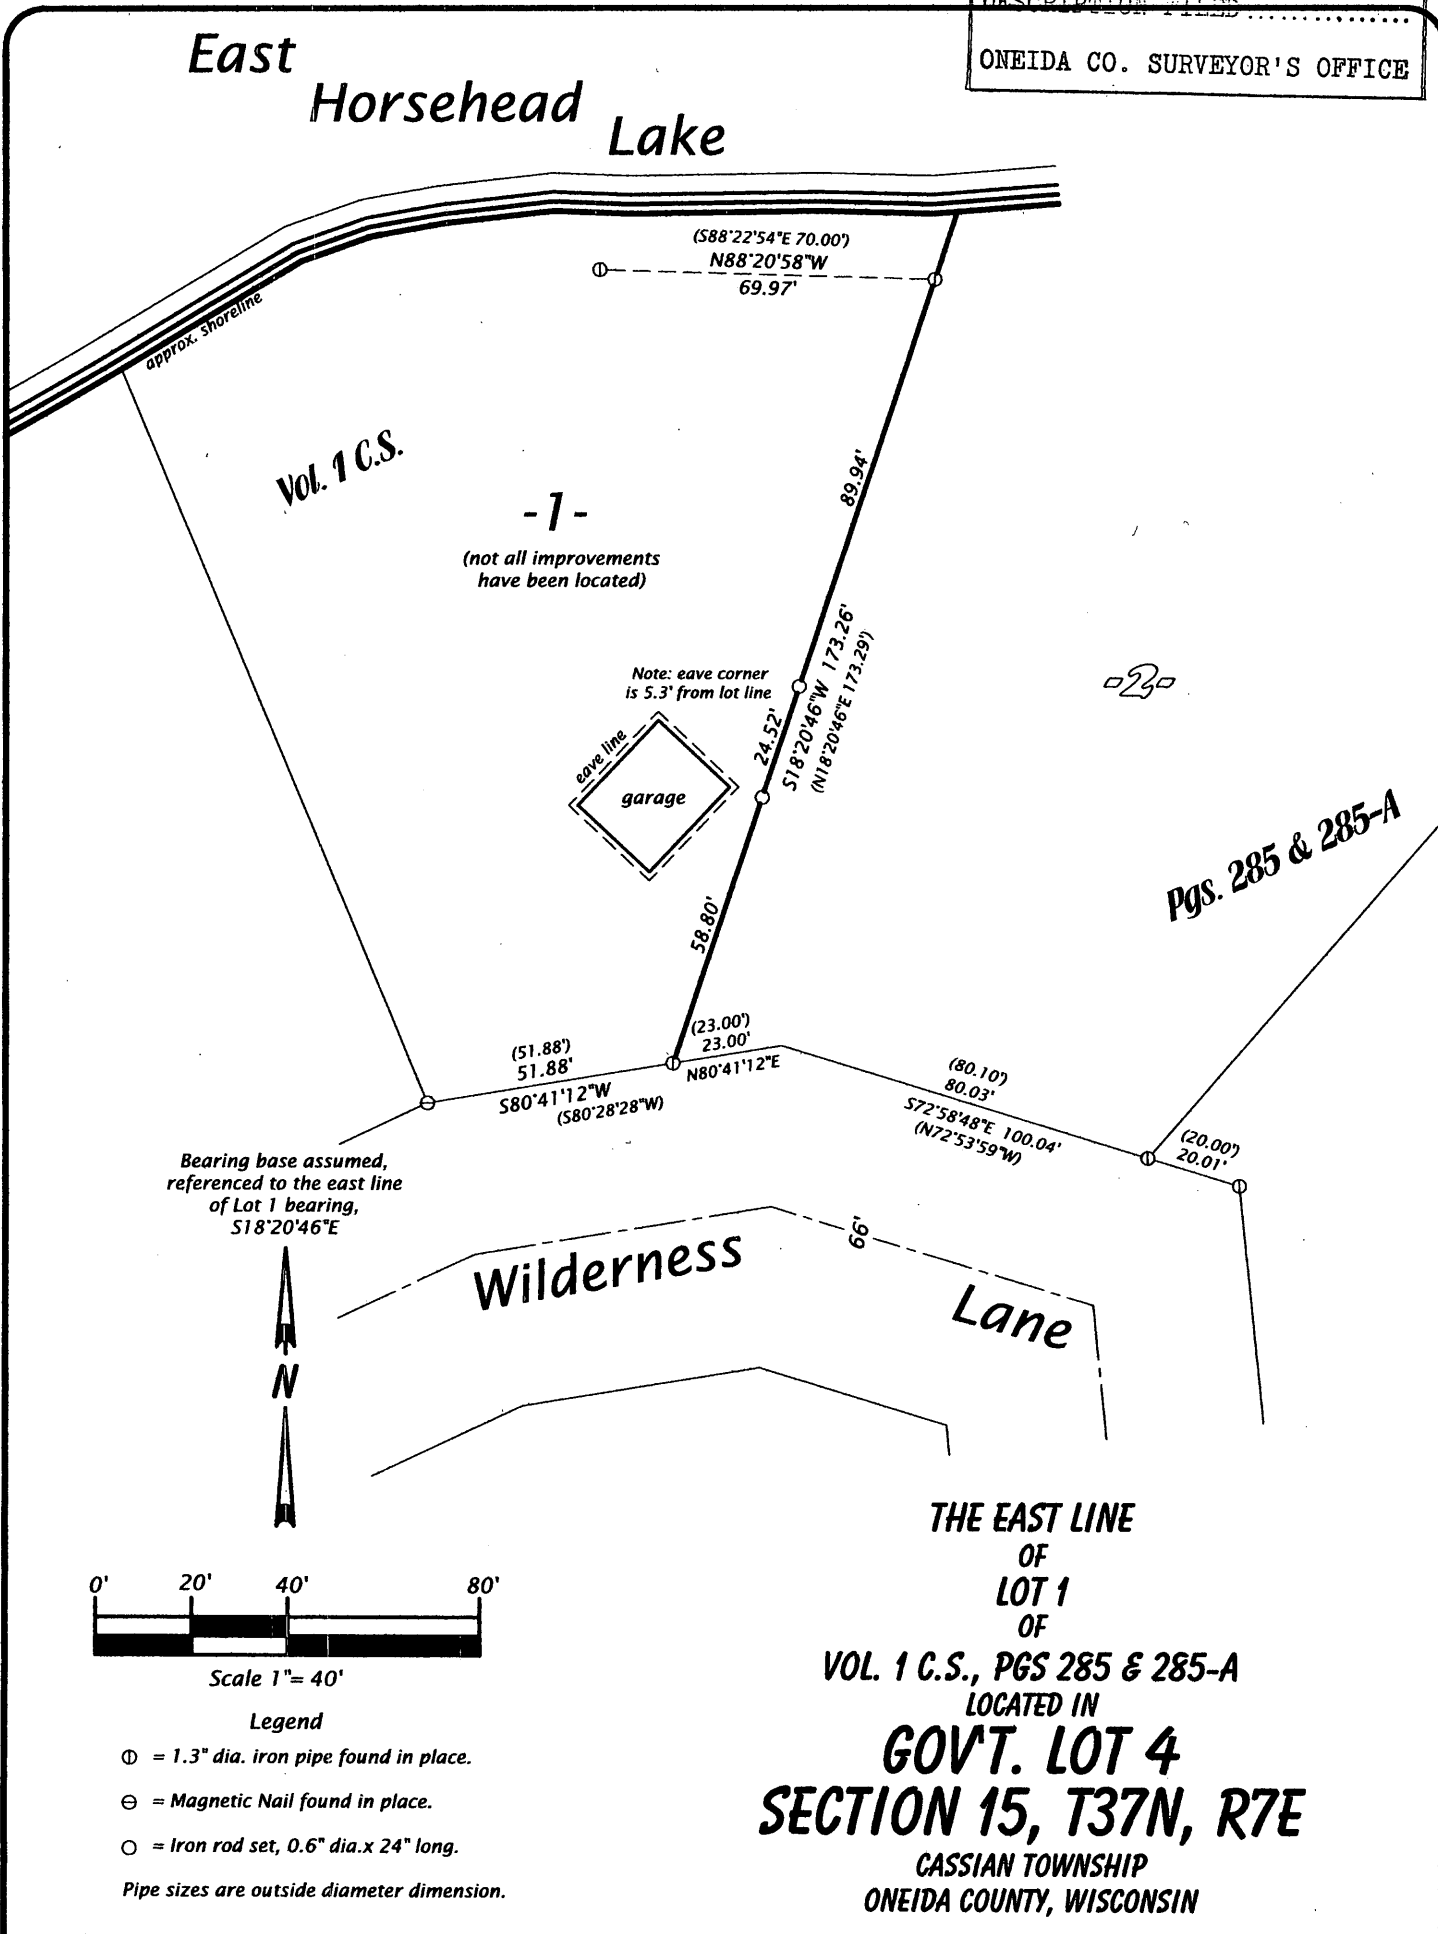 DESCRIPTION FILED ...............
ONEIDA CO. SURVEYOR'S OFFICE
East
Horsehead
Lake
(S88°22'54"E 70.00')
N88°20'58"W
69.97'
approx. shoreline
Vol. 1 C.S.
-1-
(not all improvements
have been located)
89.94'
S18°20'46"W 173.26'
(N18°20'46"E 173.29')
24.52'
Note: eave corner
is 5.3' from lot line
eave line
garage
-2-
Pgs. 285 & 285-A
58.80'
(51.88')
51.88'
S80°41'12"W
(S80°28'28"W)
(23.00')
23.00'
N80°41'12"E
(80.10')
80.03'
S72°58'48"E 100.04'
(N72°53'59"W)
(20.00')
20.01'
Bearing base assumed,
referenced to the east line
of Lot 1 bearing,
S18°20'46"E
N
66'
Wilderness
Lane
0' 20' 40' 80'
Scale 1"= 40'
Legend
= 1.3" dia. iron pipe found in place.
= Magnetic Nail found in place.
= Iron rod set, 0.6" dia.x 24" long.
Pipe sizes are outside diameter dimension.
THE EAST LINE
OF
LOT 1
OF
VOL. 1 C.S., PGS 285 & 285-A
LOCATED IN
GOV'T. LOT 4
SECTION 15, T37N, R7E
CASSIAN TOWNSHIP
ONEIDA COUNTY, WISCONSIN